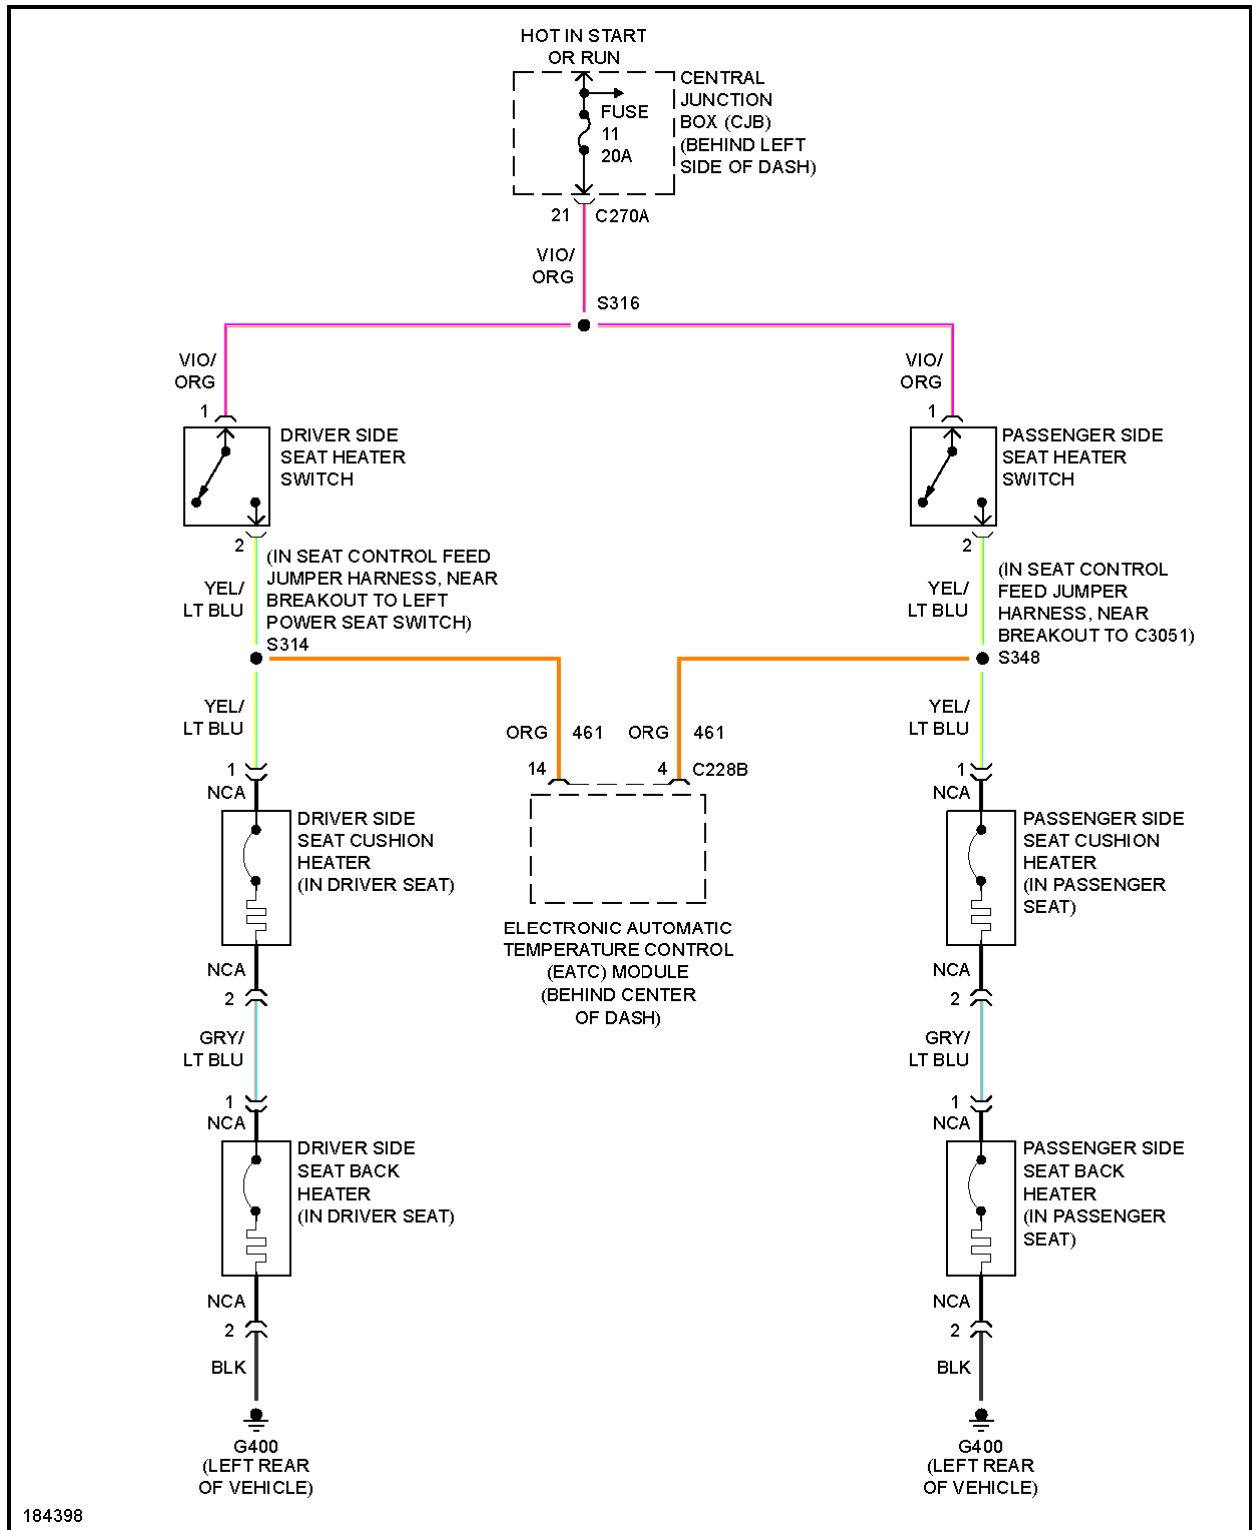 HOT IN START
OR RUN
CENTRAL
JUNCTION
BOX (CJB)
(BEHIND LEFT
SIDE OF DASH)
FUSE
11
20A
21 C270A
VIO/
ORG
S316
VIO/
ORG
VIO/
ORG
1
1
DRIVER SIDE
SEAT HEATER
SWITCH
PASSENGER SIDE
SEAT HEATER
SWITCH
2
2
(IN SEAT CONTROL FEED
JUMPER HARNESS, NEAR
BREAKOUT TO LEFT
POWER SEAT SWITCH)
S314
YEL/
LT BLU
YEL/
LT BLU
(IN SEAT CONTROL
FEED JUMPER
HARNESS, NEAR
BREAKOUT TO C3051)
S348
YEL/
LT BLU
ORG 461
ORG 461
YEL/
LT BLU
14
4 C228B
1
NCA
1
NCA
DRIVER SIDE
SEAT CUSHION
HEATER
(IN DRIVER SEAT)
PASSENGER SIDE
SEAT CUSHION
HEATER
(IN PASSENGER
SEAT)
ELECTRONIC AUTOMATIC
TEMPERATURE CONTROL
(EATC) MODULE
(BEHIND CENTER
OF DASH)
NCA
2
NCA
2
GRY/
LT BLU
GRY/
LT BLU
1
NCA
1
NCA
DRIVER SIDE
SEAT BACK
HEATER
(IN DRIVER SEAT)
PASSENGER SIDE
SEAT BACK
HEATER
(IN PASSENGER
SEAT)
NCA
2
NCA
2
BLK
BLK
G400
(LEFT REAR
OF VEHICLE)
G400
(LEFT REAR
OF VEHICLE)
184398